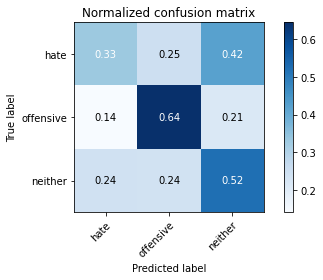 Normalized confusion matrix
True label
hate
offensive
neither
0.33 0.25 0.42
0.14 0.64 0.21
0.24 0.24 0.52
hate
offensive
neither
Predicted label
0.6
0.5
0.4
0.3
0.2